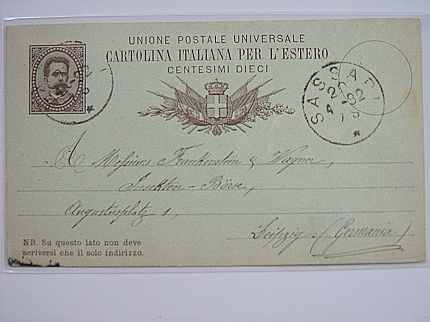 UNIONE POSTALE UNIVERSALE
CARTOLINA ITALIANA PER L'ESTERO
CENTESIMI DIECI
SASSARI
A Messieurs Frankenstein & Wagner,
Insekten-Börse,
Augustusplatz 1,
Leipzig. (Germania)
NB. Su questo lato non deve
scriversi che il solo indirizzo.